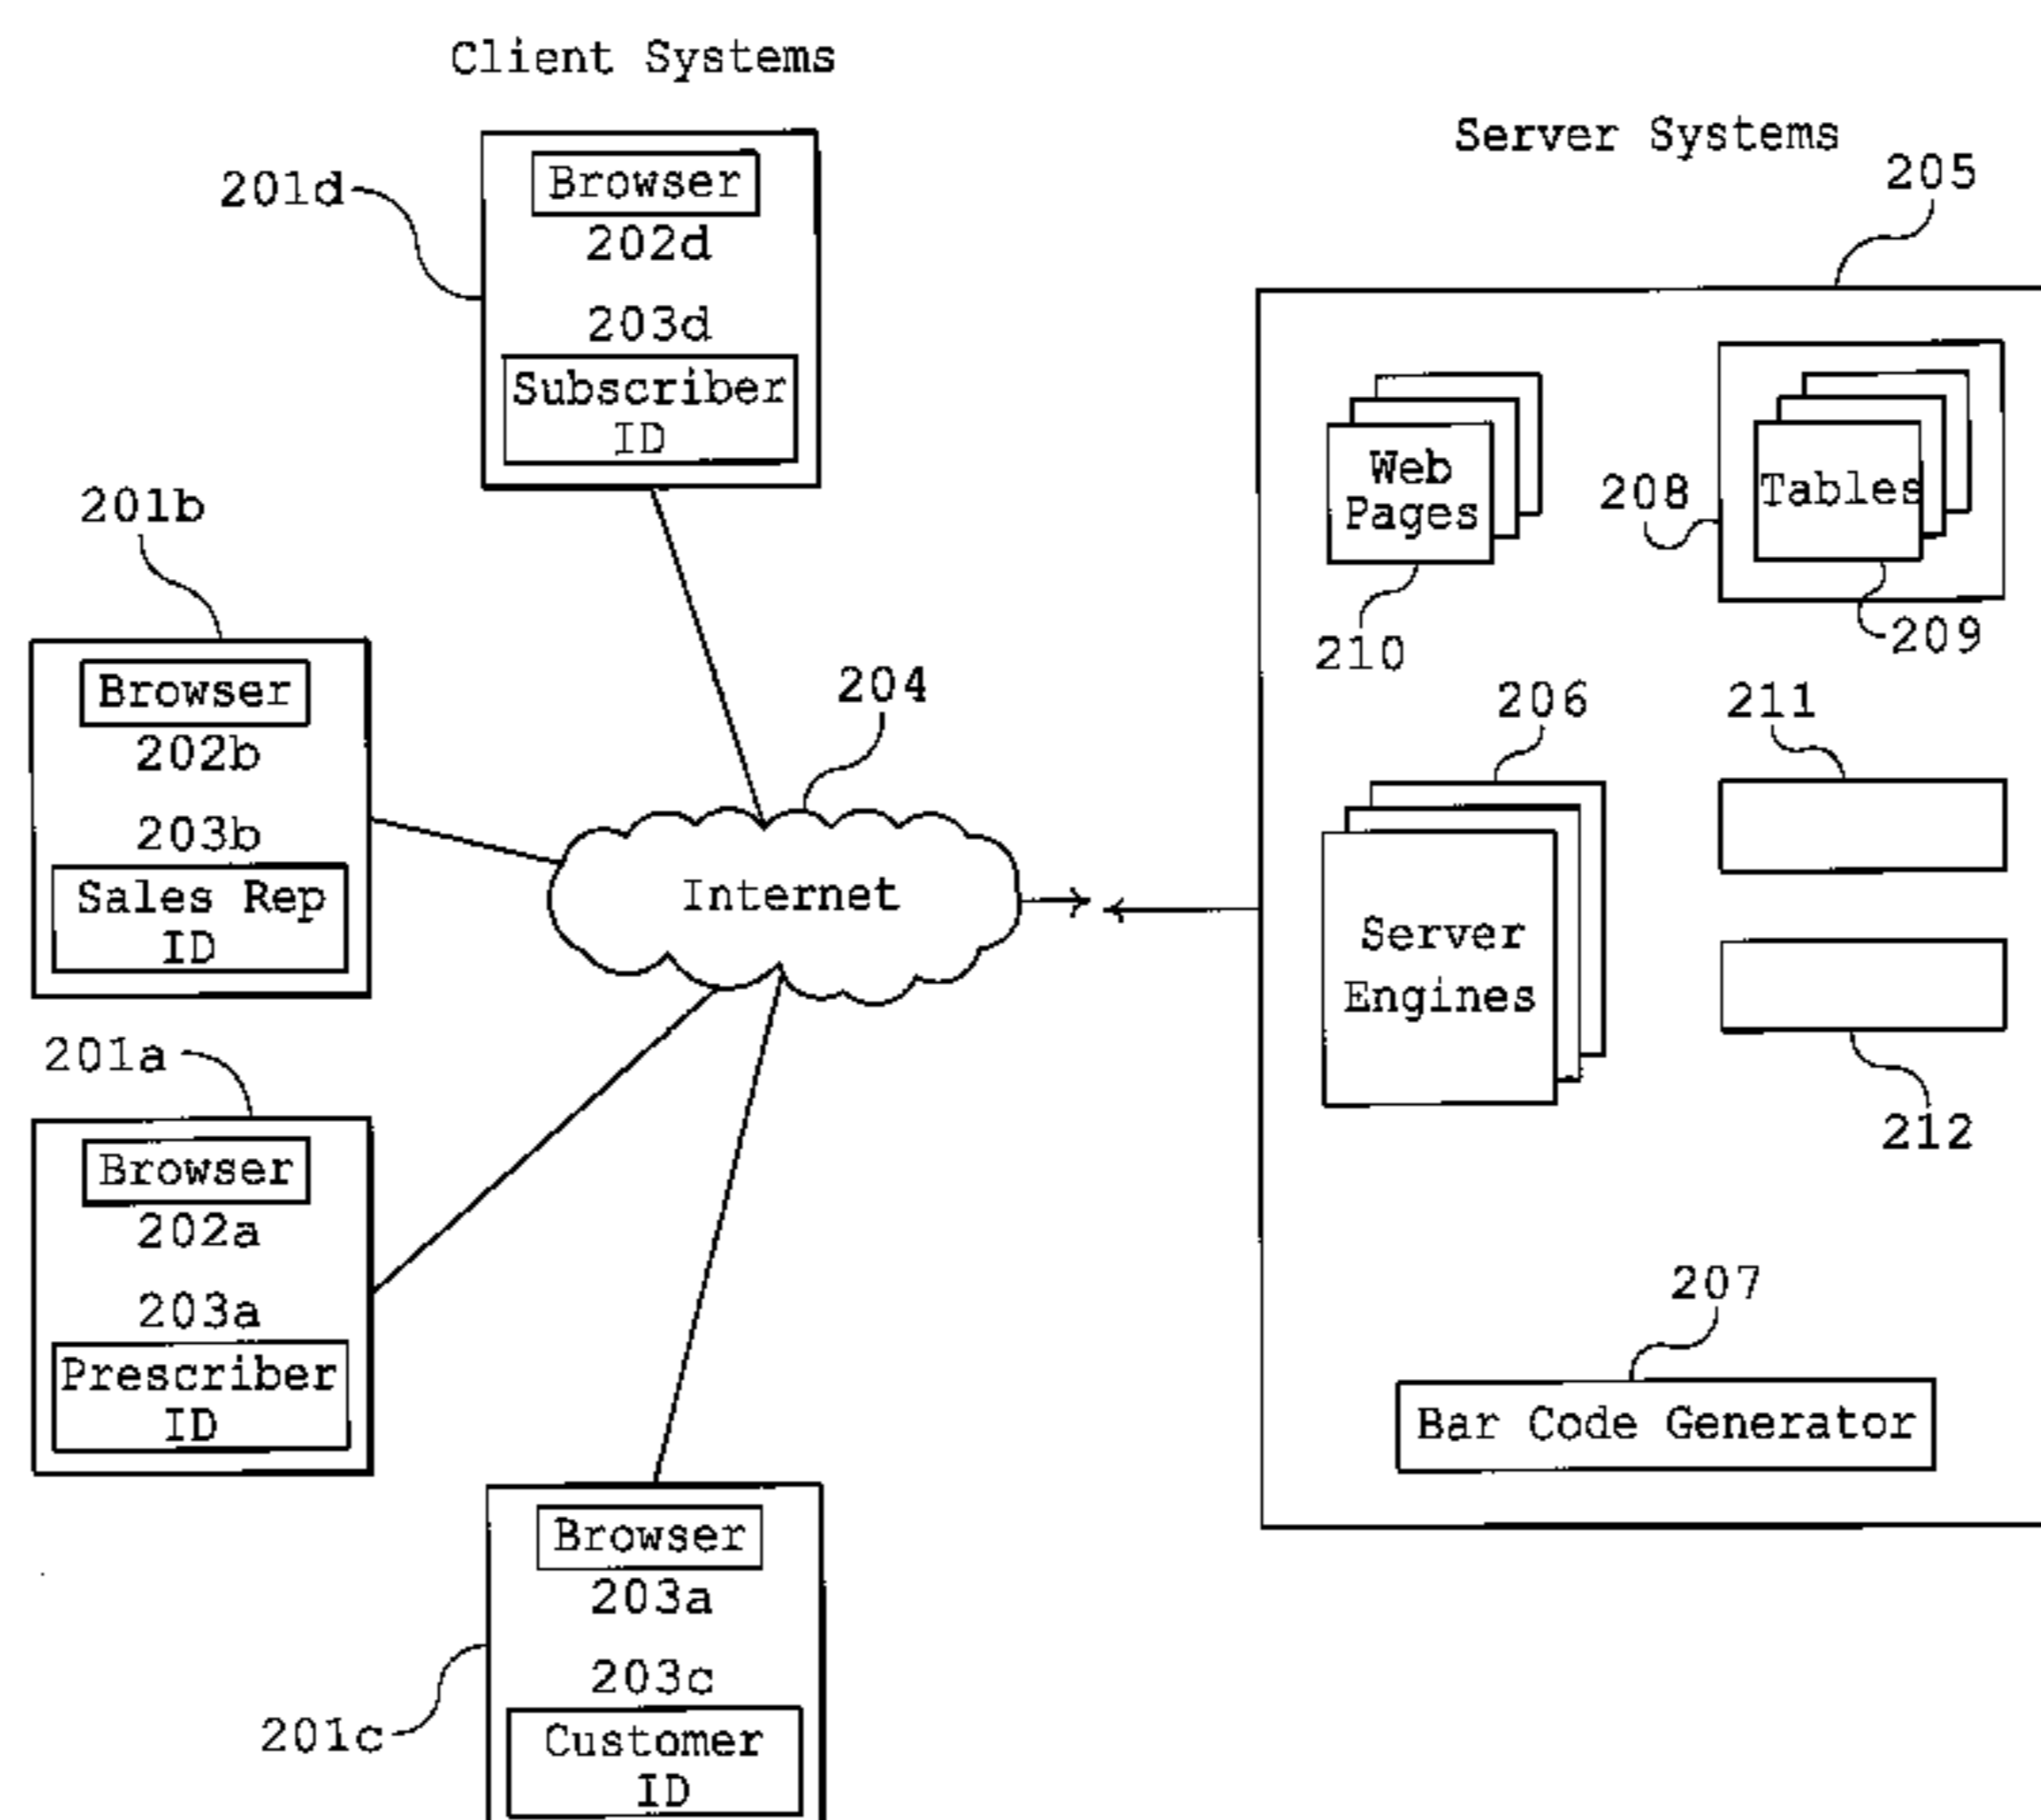 Client Systems
201d
Browser
202d
203d
Subscriber
ID
201b
Browser
202b
203b
Sales Rep
ID
201a
Browser
202a
203a
Prescriber
ID
Browser
203a
203c
Customer
ID
201c
204
Internet
Server Systems
205
Web
Pages
210
208
Tables
209
206
Server
Engines
211
212
207
Bar Code Generator